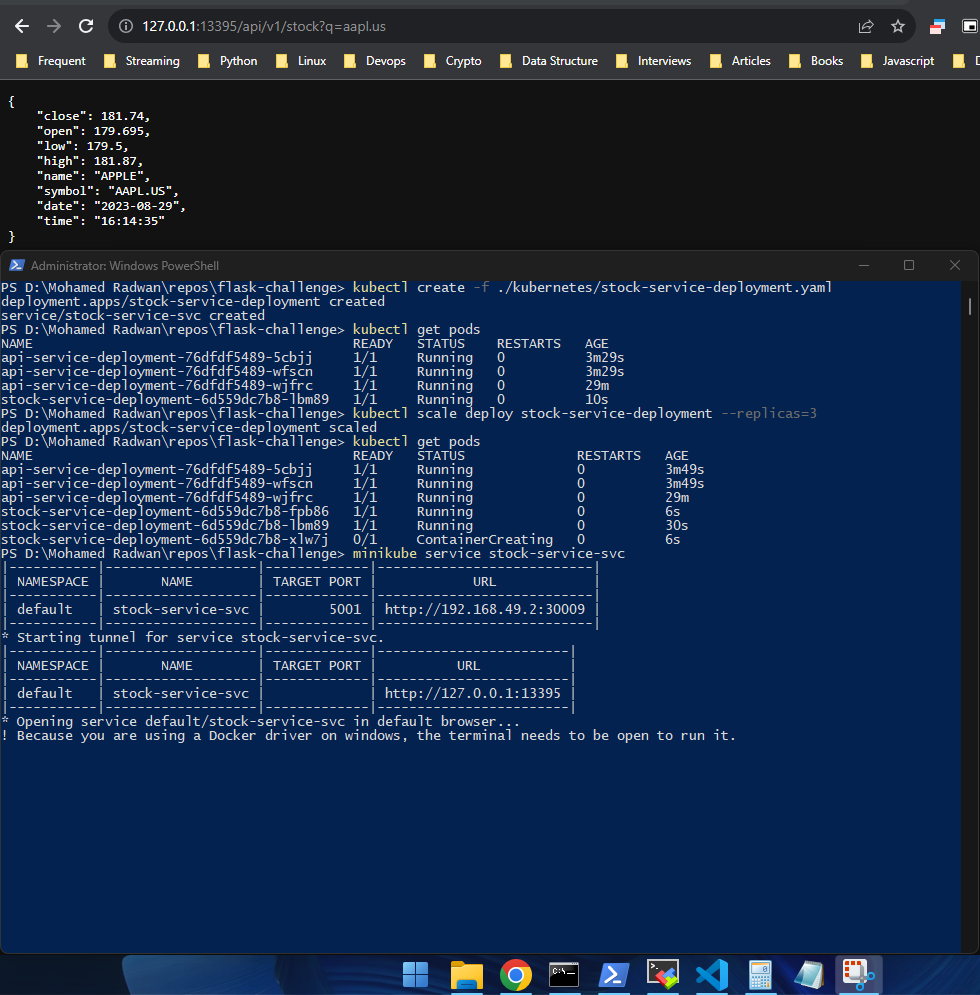 127.0.0.1:13395/api/v1/stock?q=aapl.us
Frequent Streaming Python Linux Devops Crypto Data Structure Interviews Articles Books Javascript D
{
"close": 181.74,
"open": 179.695,
"low": 179.5,
"high": 181.87,
"name": "APPLE",
"symbol": "AAPL.US",
"date": "2023-08-29",
"time": "16:14:35"
}
Administrator: Windows PowerShell
PS D:\Mohamed Radwan\repos\flask-challenge> kubectl create -f ./kubernetes/stock-service-deployment.yaml
deployment.apps/stock-service-deployment created
service/stock-service-svc created
PS D:\Mohamed Radwan\repos\flask-challenge> kubectl get pods
NAME READY STATUS RESTARTS AGE
api-service-deployment-76dfdf5489-5cbjj 1/1 Running 0 3m29s
api-service-deployment-76dfdf5489-wfscn 1/1 Running 0 3m29s
api-service-deployment-76dfdf5489-wjfrc 1/1 Running 0 29m
stock-service-deployment-6d559dc7b8-lbm89 1/1 Running 0 10s
PS D:\Mohamed Radwan\repos\flask-challenge> kubectl scale deploy stock-service-deployment --replicas=3
deployment.apps/stock-service-deployment scaled
PS D:\Mohamed Radwan\repos\flask-challenge> kubectl get pods
NAME READY STATUS RESTARTS AGE
api-service-deployment-76dfdf5489-5cbjj 1/1 Running 0 3m49s
api-service-deployment-76dfdf5489-wfscn 1/1 Running 0 3m49s
api-service-deployment-76dfdf5489-wjfrc 1/1 Running 0 29m
stock-service-deployment-6d559dc7b8-fpb86 1/1 Running 0 6s
stock-service-deployment-6d559dc7b8-lbm89 1/1 Running 0 30s
stock-service-deployment-6d559dc7b8-xlw7j 0/1 ContainerCreating 0 6s
PS D:\Mohamed Radwan\repos\flask-challenge> minikube service stock-service-svc
|-----------|-------------------|-------------|---------------------------|
| NAMESPACE | NAME | TARGET PORT | URL |
|-----------|-------------------|-------------|---------------------------|
| default | stock-service-svc | 5001 | http://192.168.49.2:30009 |
|-----------|-------------------|-------------|---------------------------|
* Starting tunnel for service stock-service-svc.
|-----------|-------------------|-------------|------------------------|
| NAMESPACE | NAME | TARGET PORT | URL |
|-----------|-------------------|-------------|------------------------|
| default | stock-service-svc | | http://127.0.0.1:13395 |
|-----------|-------------------|-------------|------------------------|
* Opening service default/stock-service-svc in default browser...
! Because you are using a Docker driver on windows, the terminal needs to be open to run it.